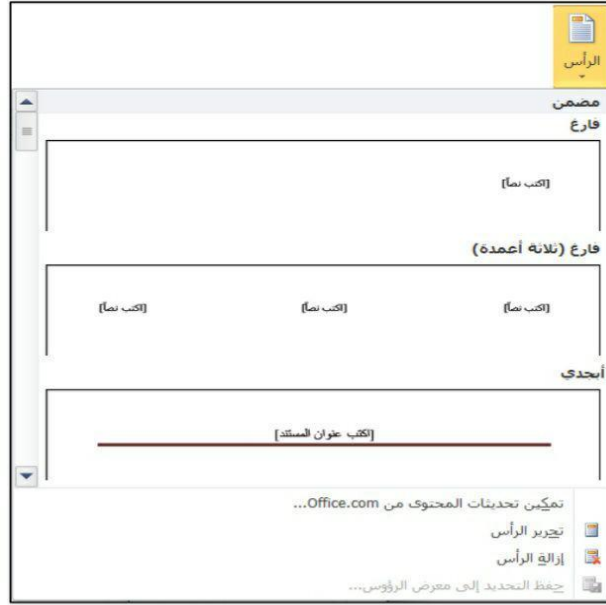 الرأس
مضمن
فارغ
[اكتب نصاً]
فارغ (ثلاثة أعمدة)
[اكتب نصاً] [اكتب نصاً] [اكتب نصاً]
أبجدي
[اكتب عنوان المستند]
تمكين تحديثات المحتوى من Office.com...
تحرير الرأس
إزالة الرأس
حفظ التحديد إلى معرض الرؤوس...